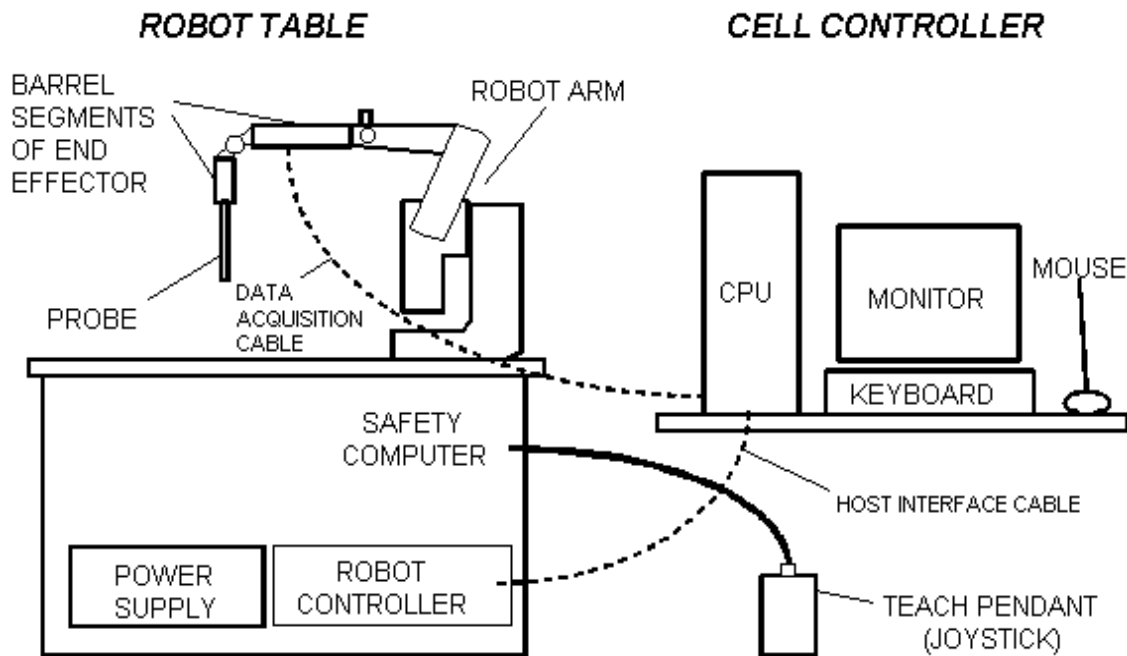 ROBOT TABLE
CELL CONTROLLER
BARREL
SEGMENTS
OF END
EFFECTOR
ROBOT ARM
PROBE
DATA
ACQUISITION
CABLE
CPU
MONITOR
MOUSE
KEYBOARD
SAFETY
COMPUTER
HOST INTERFACE CABLE
POWER
SUPPLY
ROBOT
CONTROLLER
TEACH PENDANT
(JOYSTICK)